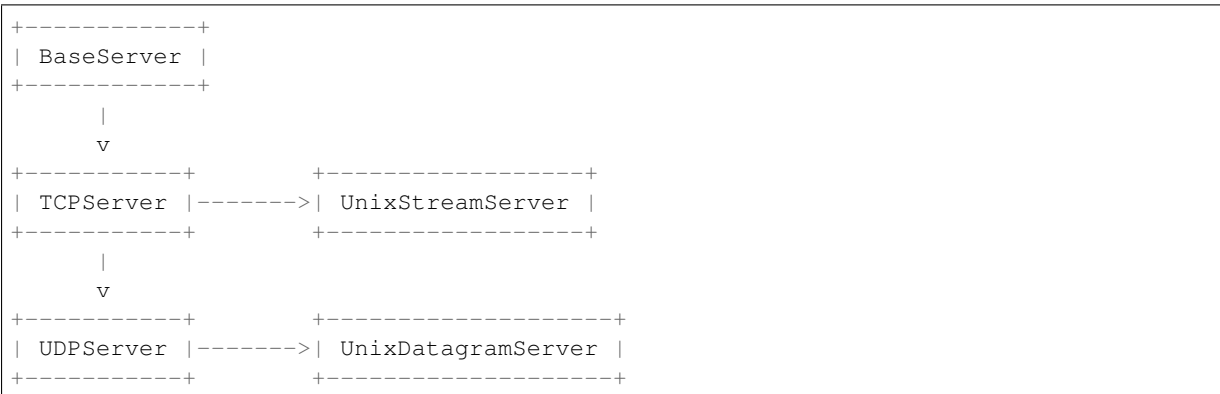 +------------+
| BaseServer |
+------------+
      |
      v
+-----------+        +------------------+
| TCPServer |------->| UnixStreamServer |
+-----------+        +------------------+
      |
      v
+-----------+        +--------------------+
| UDPServer |------->| UnixDatagramServer |
+-----------+        +--------------------+